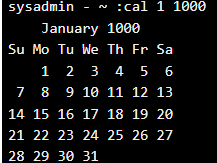 sysadmin - ~ :cal 1 1000
    January 1000
Su Mo Tu We Th Fr Sa
    1  2  3  4  5  6
 7  8  9 10 11 12 13
14 15 16 17 18 19 20
21 22 23 24 25 26 27
28 29 30 31